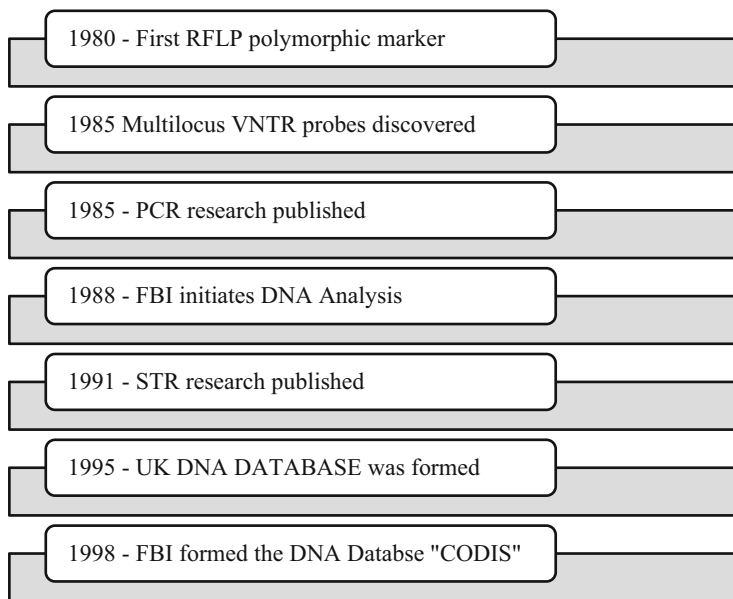 1980 - First RFLP polymorphic marker
1985 Multilocus VNTR probes discovered
1985 - PCR research published
1988 - FBI initiates DNA Analysis
1991 - STR research published
1995 - UK DNA DATABASE was formed
1998 - FBI formed the DNA Databse "CODIS"